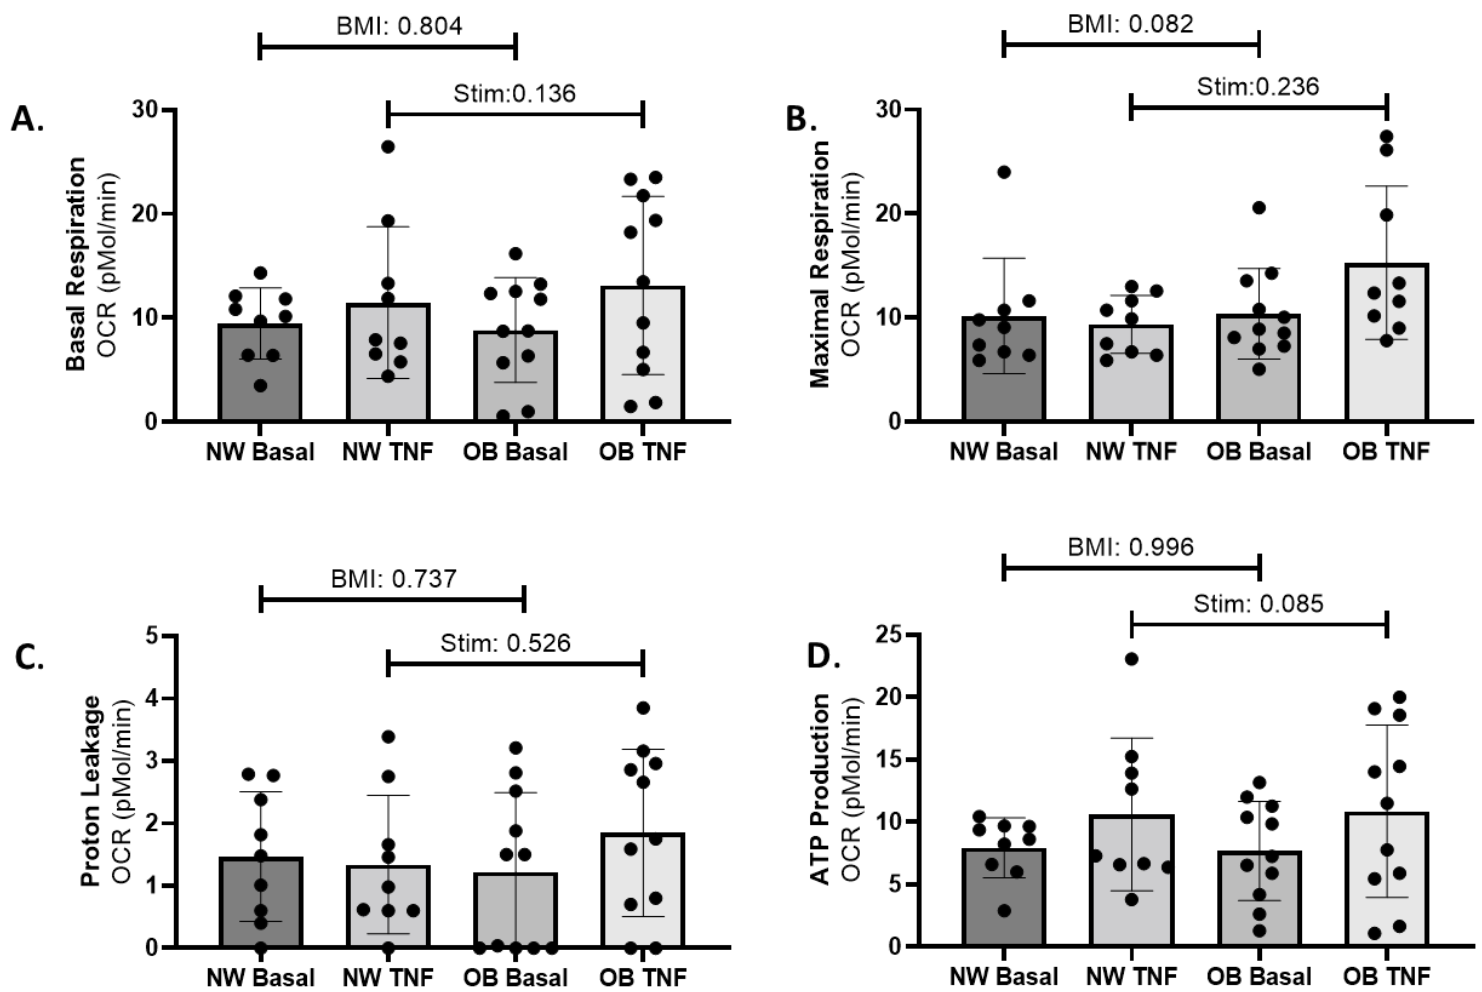 BMI: 0.804
Stim:0.136
A.
Basal Respiration
OCR (pMol/min)
30
20
10
0
NW Basal NW TNF OB Basal OB TNF
BMI: 0.082
Stim:0.236
B.
Maximal Respiration
OCR (pMol/min)
30
20
10
0
NW Basal NW TNF OB Basal OB TNF
BMI: 0.737
Stim: 0.526
C.
Proton Leakage
OCR (pMol/min)
5
4
3
2
1
0
NW Basal NW TNF OB Basal OB TNF
BMI: 0.996
Stim: 0.085
D.
ATP Production
OCR (pMol/min)
25
20
15
10
5
0
NW Basal NW TNF OB Basal OB TNF